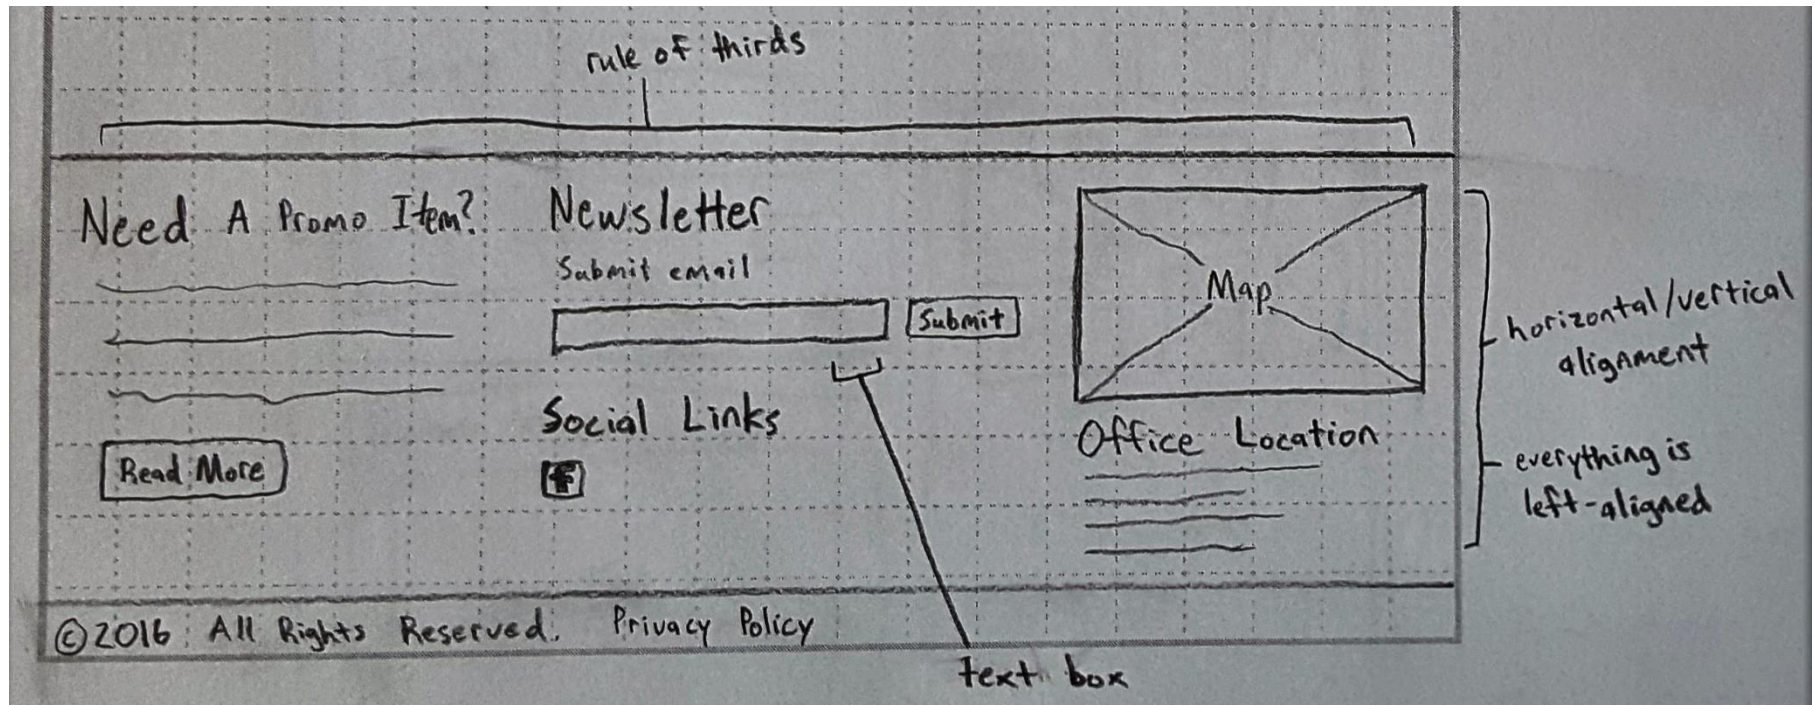 rule of thirds
Need A Promo Item?
Read More
Newsletter
Submit email
Submit
Social Links
f
Map
Office Location
horizontal/vertical
alignment
everything is
left-aligned
©2016 All Rights Reserved. Privacy Policy
text box